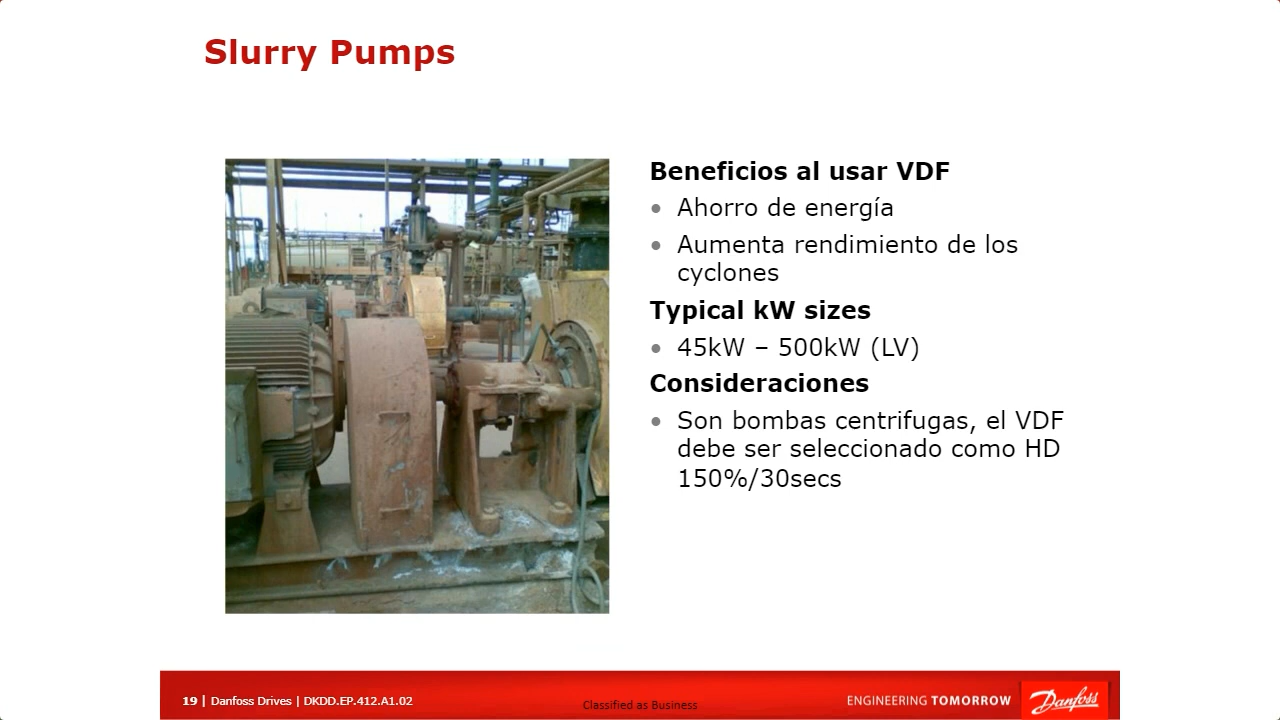 Slurry Pumps
Beneficios al usar VDF
• Ahorro de energía
• Aumenta rendimiento de los
cyclones
Typical kW sizes
• 45kW – 500kW (LV)
Consideraciones
• Son bombas centrifugas, el VDF
debe ser seleccionado como HD
150%/30secs
19 | Danfoss Drives | DKDD.EP.412.A1.02
Classified as Business
ENGINEERING TOMORROW
Danfoss